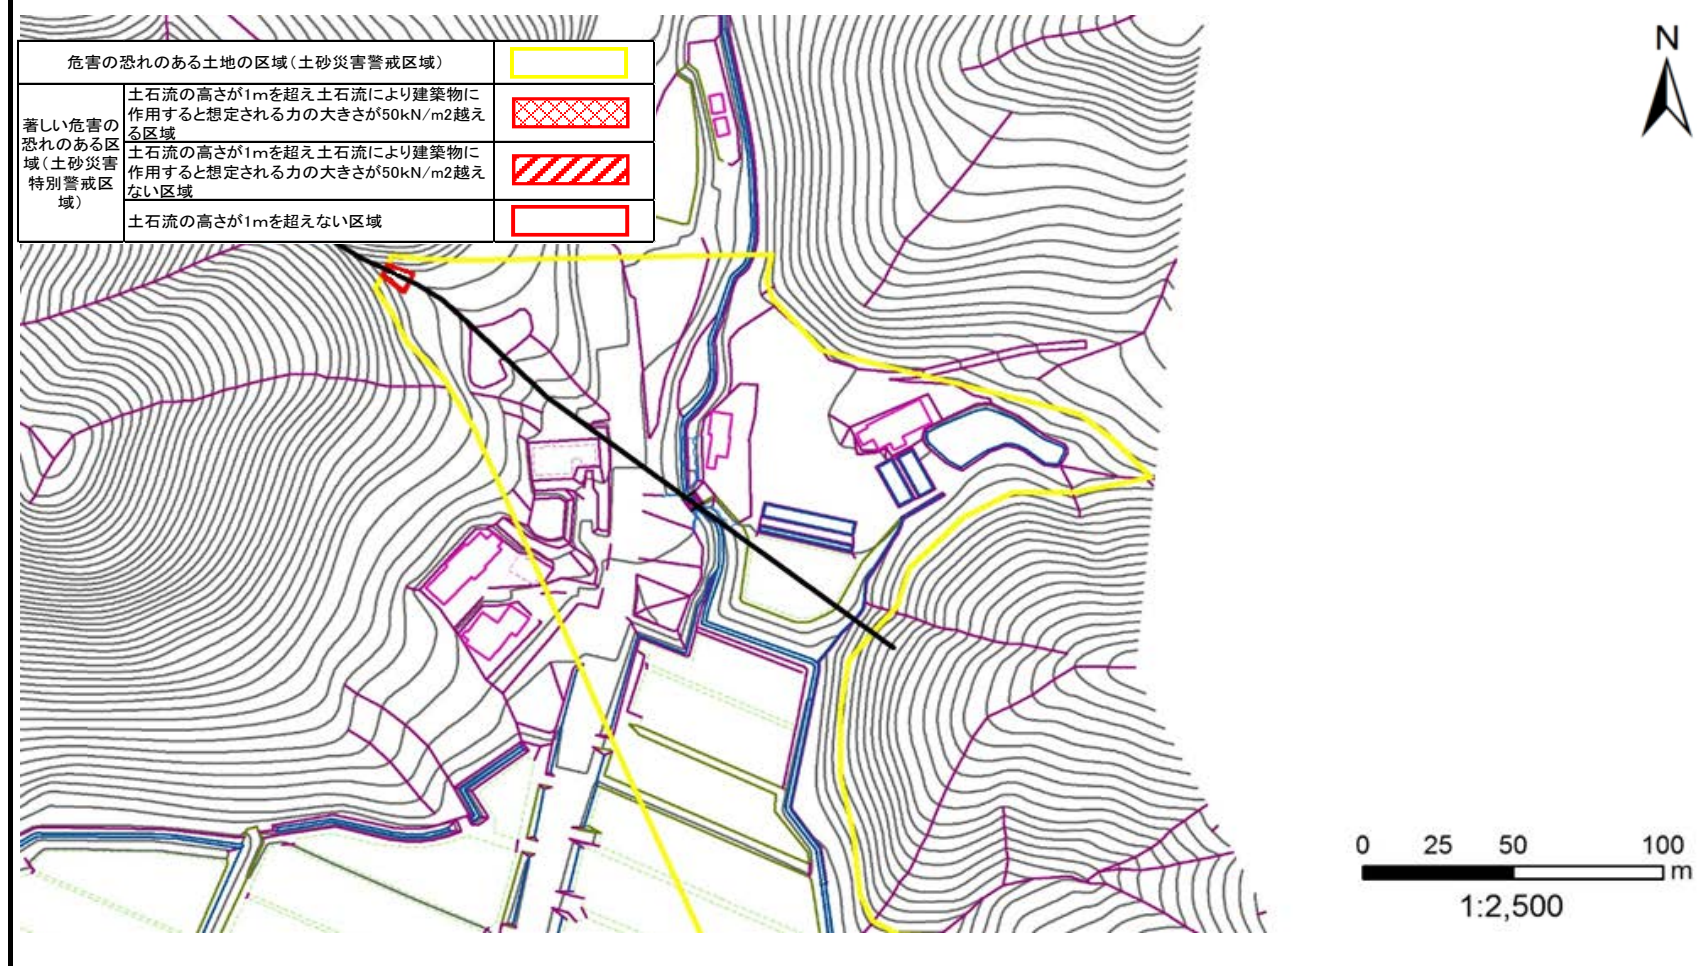 危害の恐れのある土地の区域(土砂災害警戒区域)
著しい危害の
恐れのある区
域(土砂災害
特別警戒区
域)
土石流の高さが1mを超え土石流により建築物に
作用すると想定される力の大きさが50kN/m2越え
る区域
土石流の高さが1mを超え土石流により建築物に
作用すると想定される力の大きさが50kN/m2越え
ない区域
土石流の高さが1mを超えない区域
N
0 25 50 100
m
1:2,500